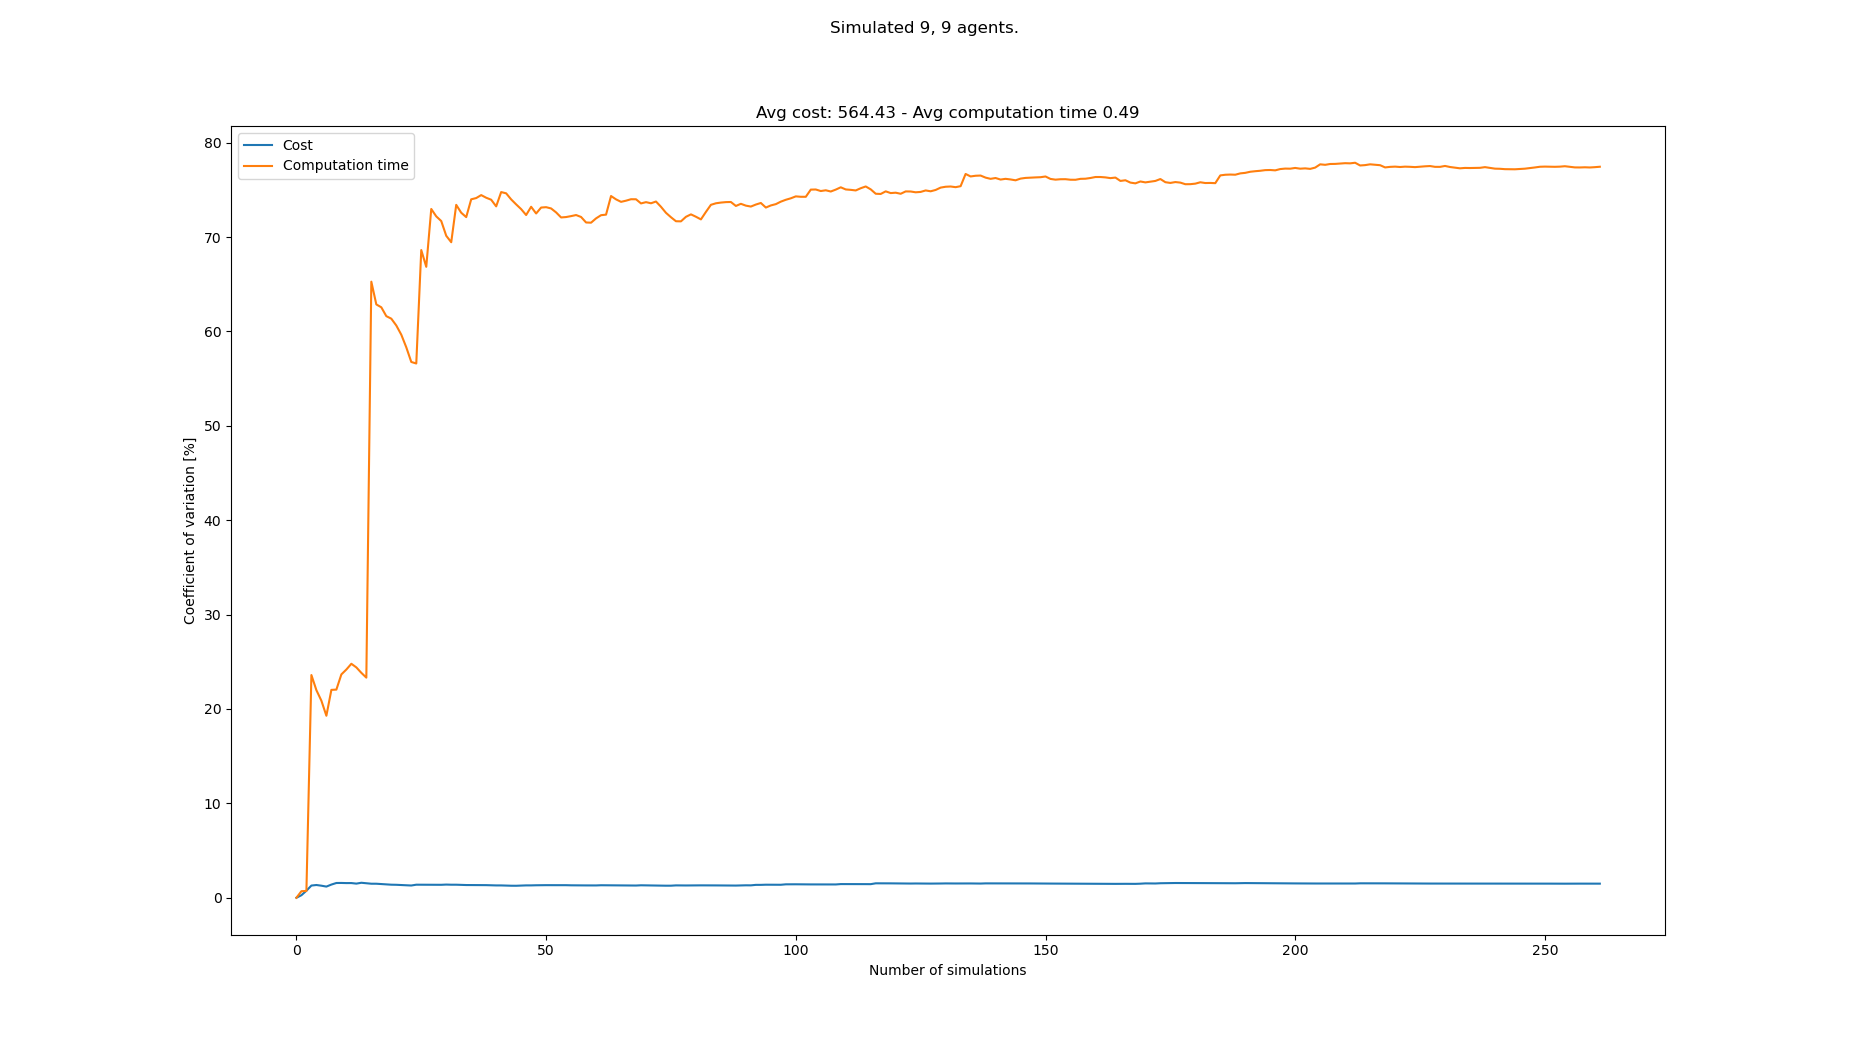 Simulated 9, 9 agents.
Avg cost: 564.43 - Avg computation time 0.49
Cost
Computation time
Coefficient of variation [%]
80
70
60
50
40
30
20
10
0
0 50 100 150 200 250
Number of simulations